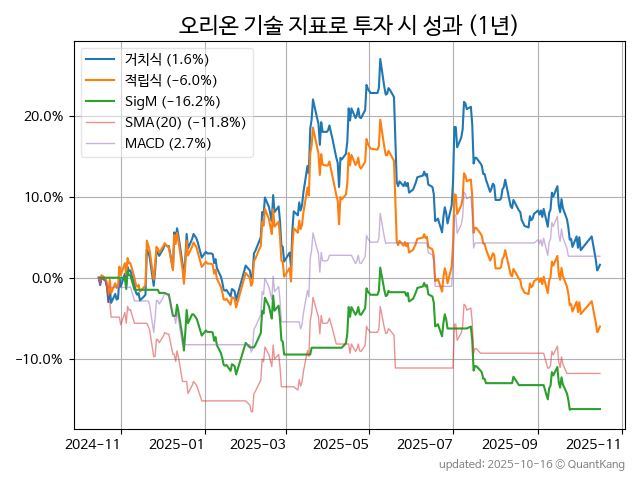 오리온 기술 지표로 투자 시 성과 (1년)
거치식 (1.6%)
적립식 (-6.0%)
SigM (-16.2%)
SMA(20) (-11.8%)
MACD (2.7%)
20.0%
10.0%
0.0%
-10.0%
2024-11 2025-01 2025-03 2025-05 2025-07 2025-09 2025-11
updated: 2025-10-16 © QuantKang